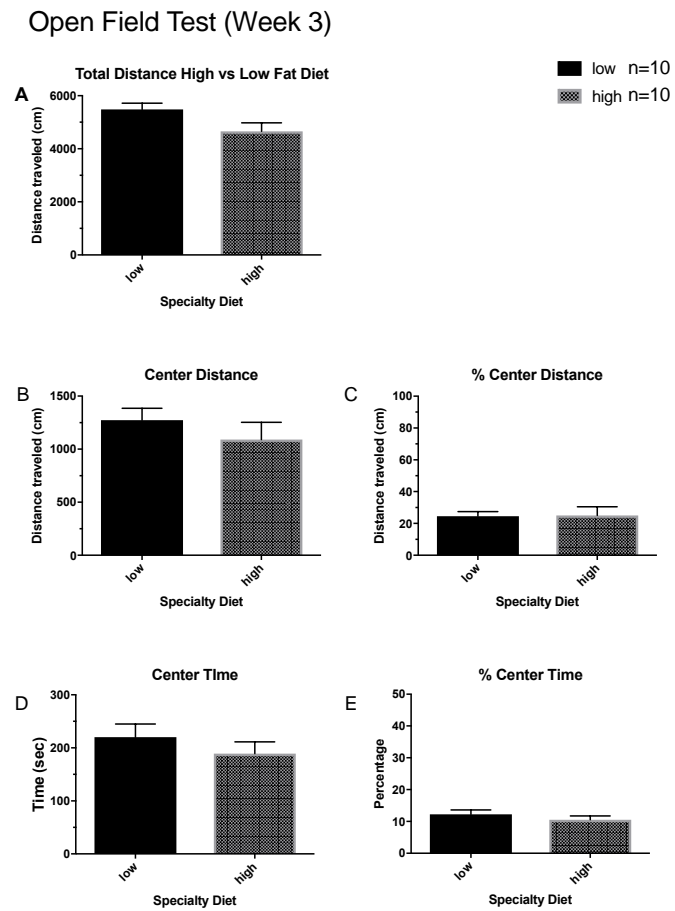 Open Field Test (Week 3)
low n=10
high n=10
A
Total Distance High vs Low Fat Diet
Distance traveled (cm)
6000
4000
2000
0
low
high
Specialty Diet
B
Center Distance
Distance traveled (cm)
1500
1000
500
0
low
high
Specialty Diet
C
% Center Distance
Distance traveled (cm)
100
80
60
40
20
0
low
high
Specialty Diet
D
Center TIme
Time (sec)
300
200
100
0
low
high
Specialty Diet
E
% Center Time
Percentage
50
40
30
20
10
0
low
high
Specialty Diet